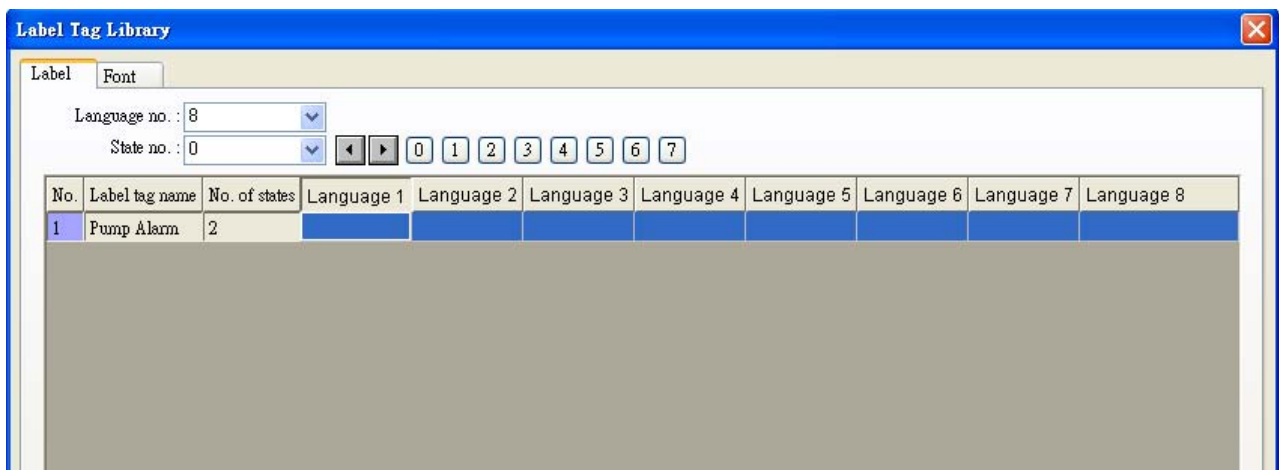 Label Tag Library
Label Font
Language no. : 8
State no. : 0 0 1 2 3 4 5 6 7
No. Label tag name No. of states Language 1 Language 2 Language 3 Language 4 Language 5 Language 6 Language 7 Language 8
1 Pump Alarm 2